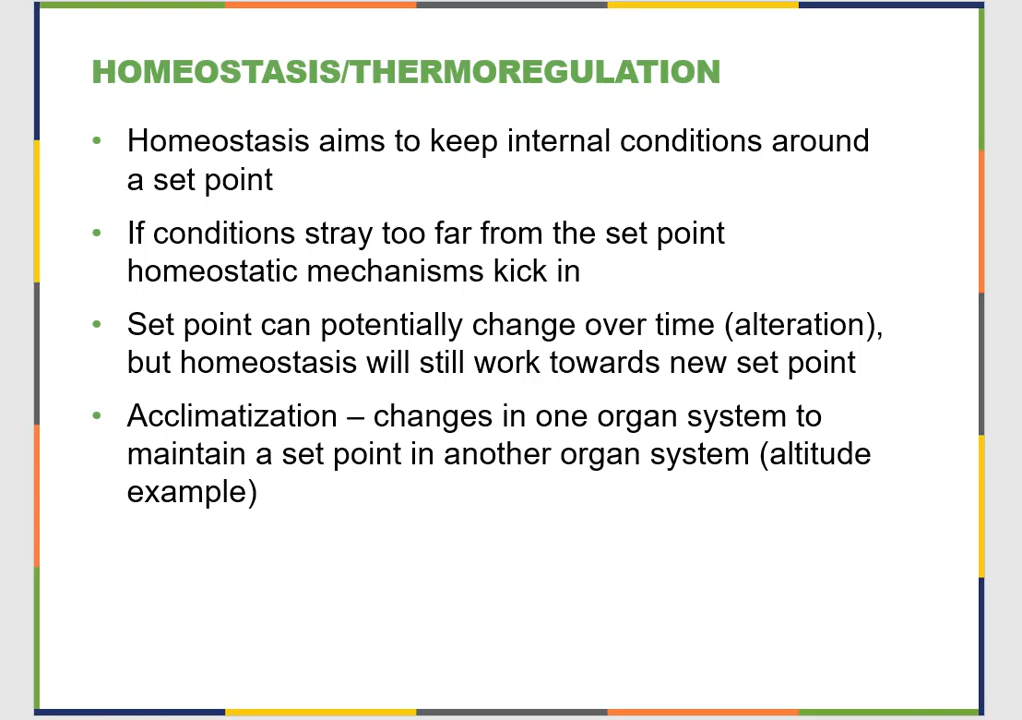 HOMEOSTASIS/THERMOREGULATION
• Homeostasis aims to keep internal conditions around
a set point
• If conditions stray too far from the set point
homeostatic mechanisms kick in
• Set point can potentially change over time (alteration),
but homeostasis will still work towards new set point
• Acclimatization – changes in one organ system to
maintain a set point in another organ system (altitude
example)